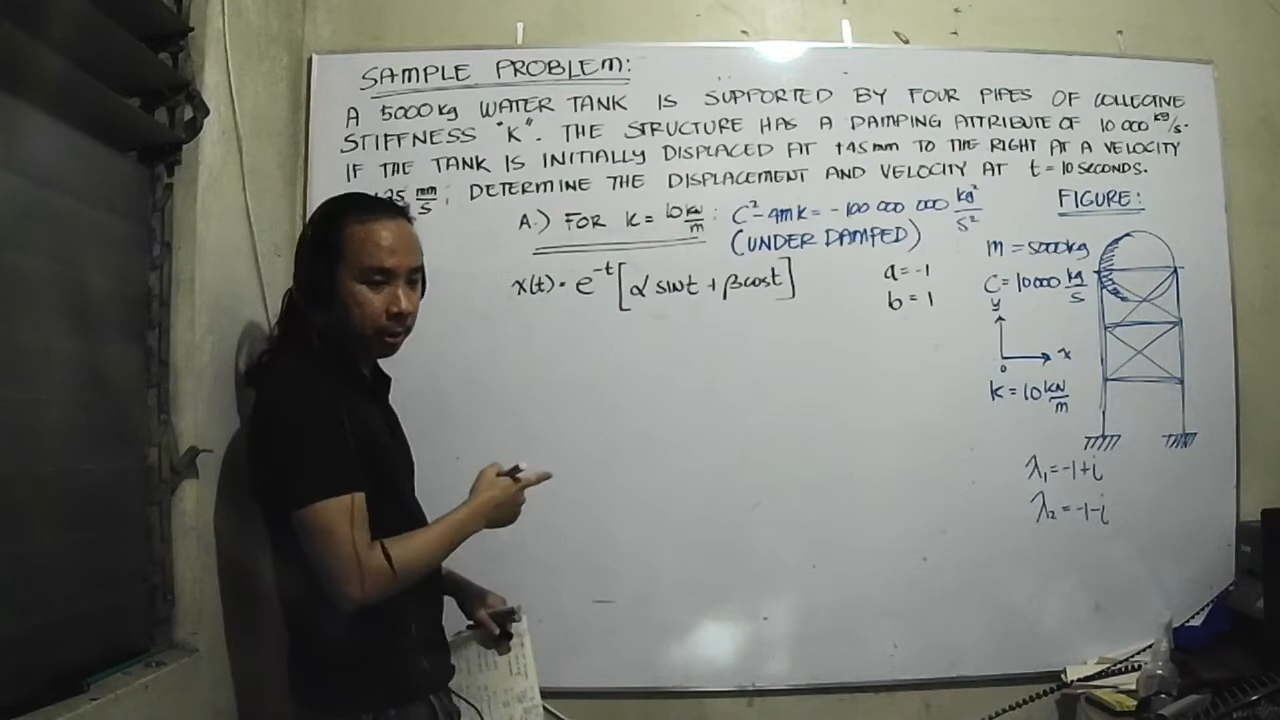 SAMPLE PROBLEM:
A 5000kg WATER TANK IS SUPPORTED BY FOUR PIPES OF COLLECTIVE
STIFFNESS "K". THE STRUCTURE HAS A DAMPING ATTRIBUTE OF 10 000 kg/s.
IF THE TANK IS INITIALLY DISPLACED AT +45mm TO THE RIGHT AT A VELOCITY
25 mm/s; DETERMINE THE DISPLACEMENT AND VELOCITY AT t = 10 SECONDS.
A.) FOR K = 10 kN/m : C² - 4mk = -100 000 000 kg²/s²
(UNDER DAMPED)
x(t) = e^-t [α sin t + β cos t]
a = -1
b = 1
FIGURE:
m = 5000kg
C = 10000 kg/s
y
x
0
K = 10 kN/m
λ₁ = -1+i
λ₂ = -1-i